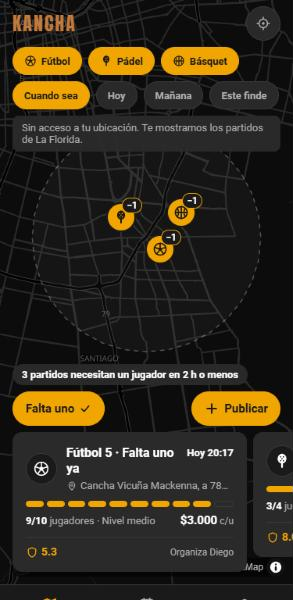 KANCHA
Fútbol Pádel Básquet
Cuando sea Hoy Mañana Este finde
Sin acceso a tu ubicación. Te mostramos los partidos
de La Florida.
−1
−1
−1
79
SANTIAGO
3 partidos necesitan un jugador en 2 h o menos
Falta uno ✓ + Publicar
Fútbol 5 · Falta uno Hoy 20:17
ya
Cancha Vicuña Mackenna, a 78...
9/10 jugadores · Nivel medio $3.000 c/u 3/4 ju
5.3 Organiza Diego 8.
Map